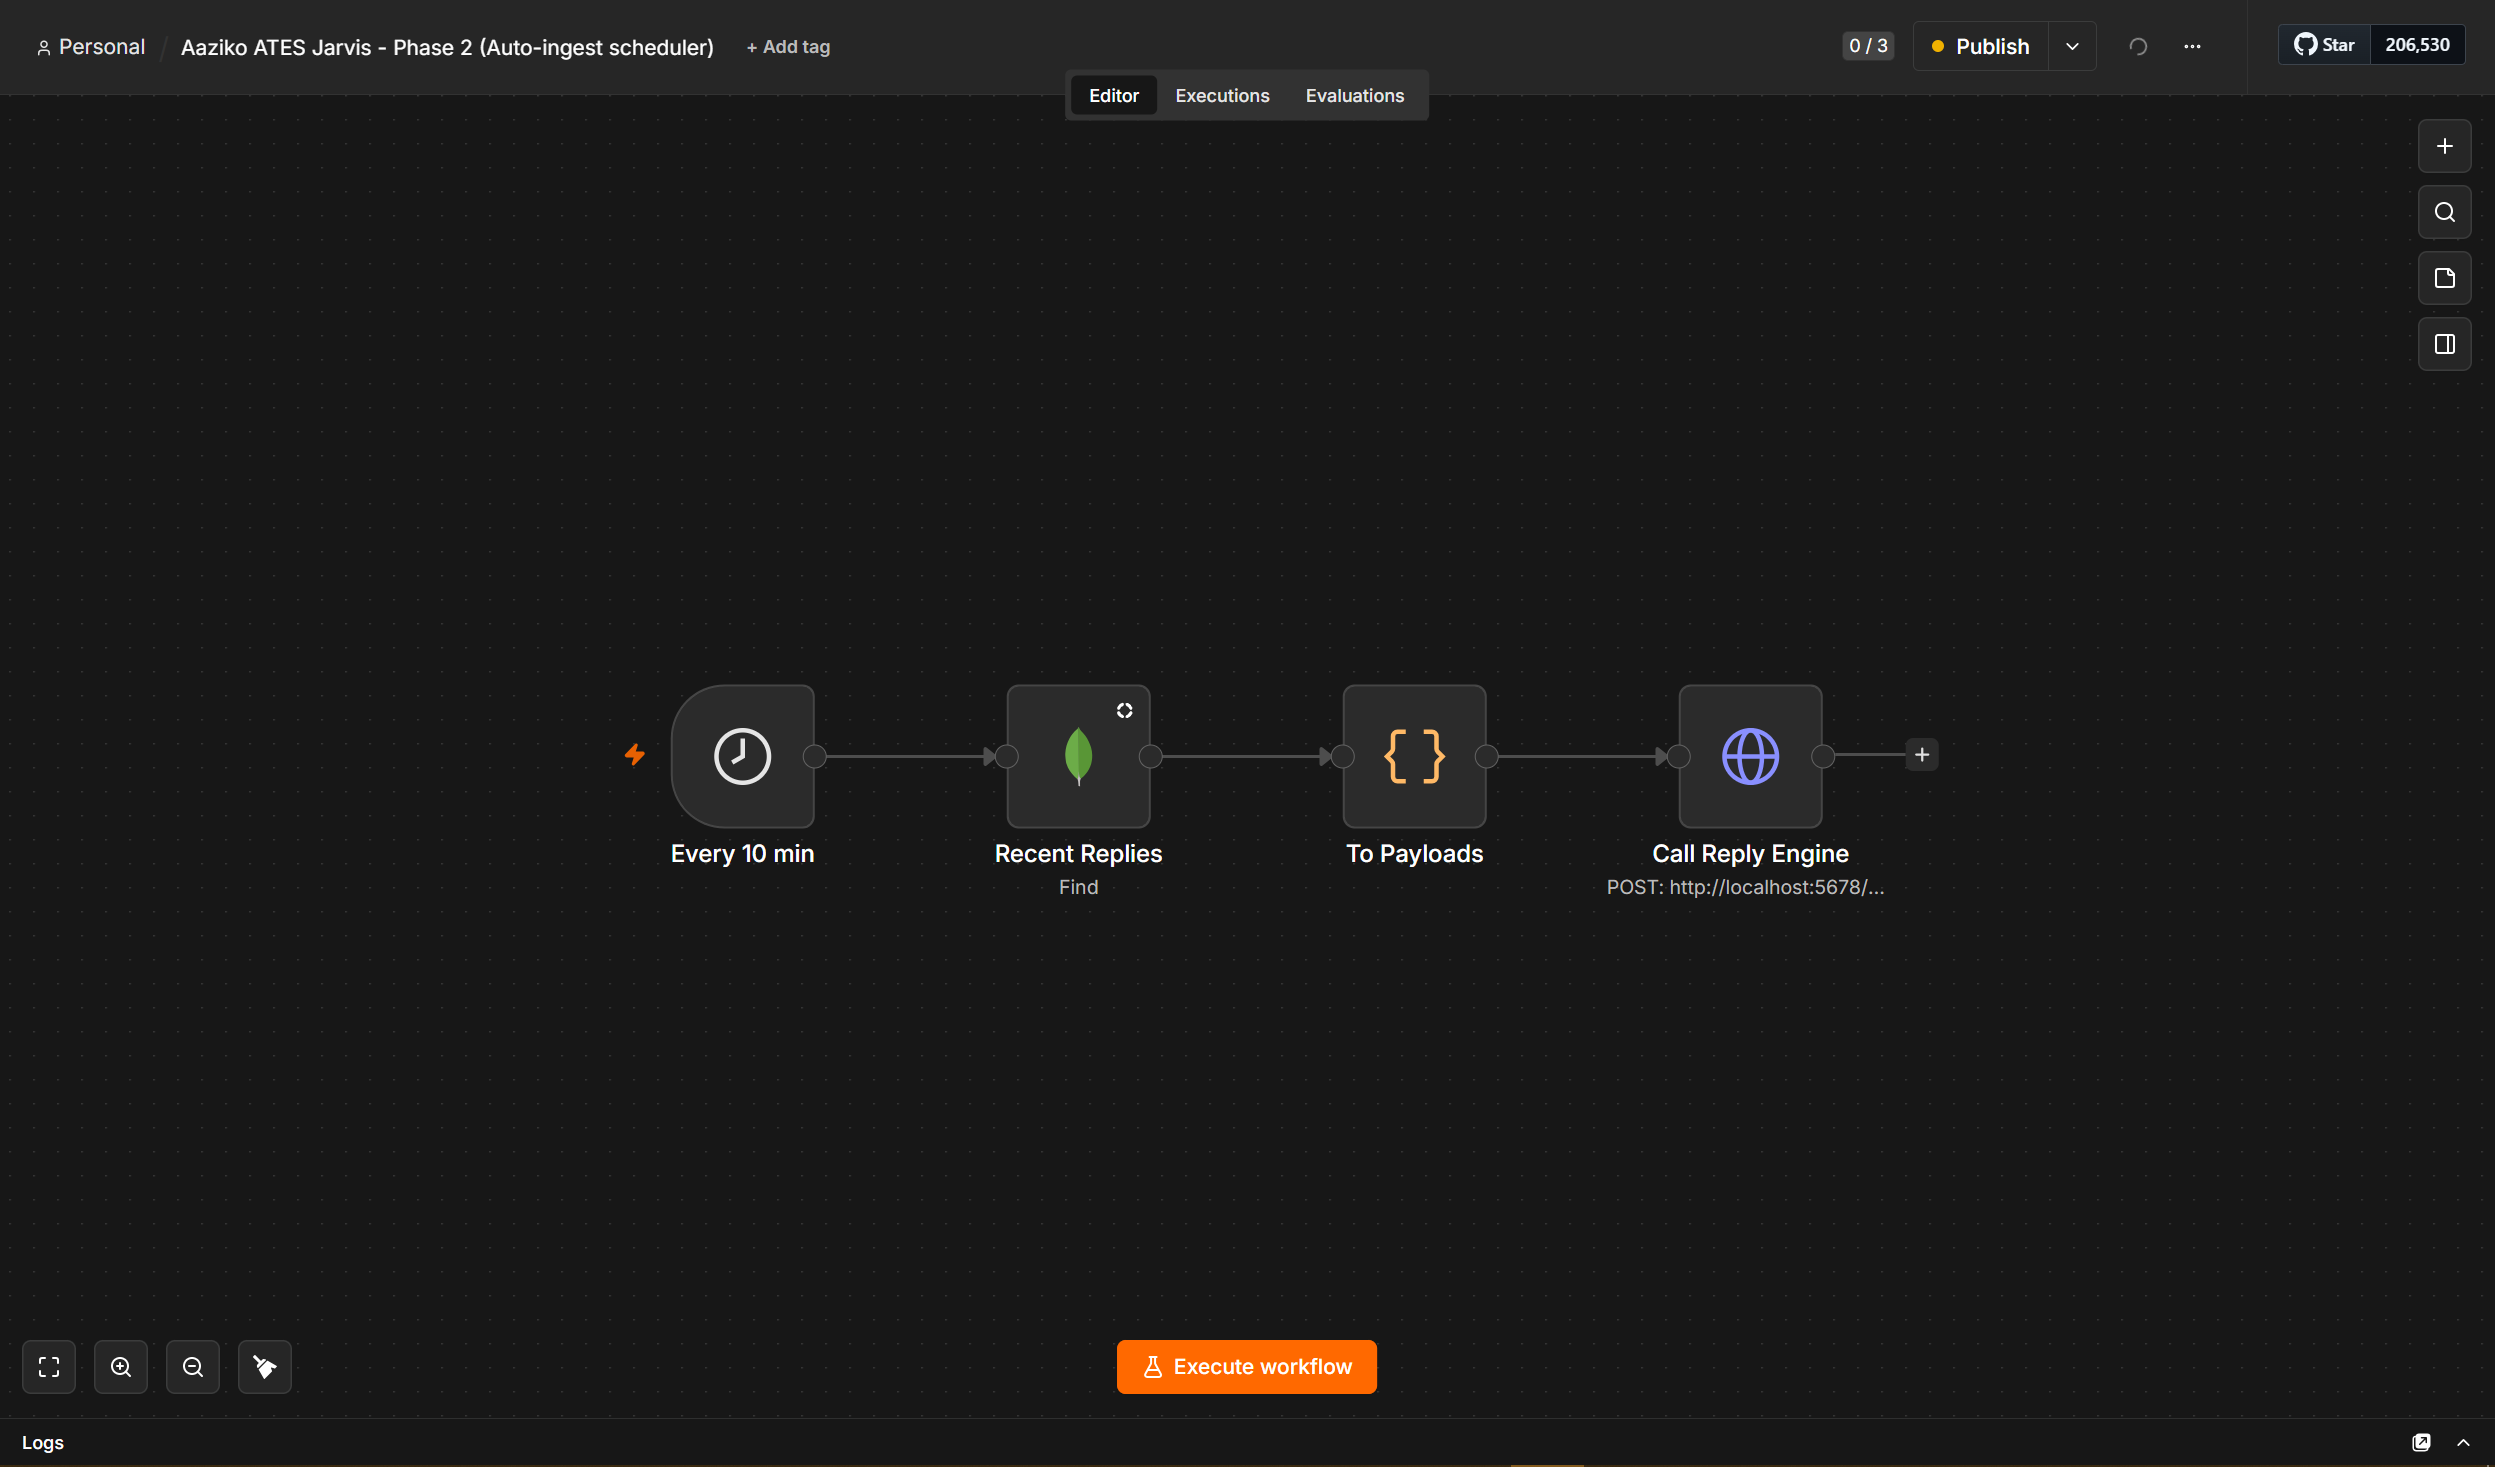 Personal / Aaziko ATES Jarvis - Phase 2 (Auto-ingest scheduler) + Add tag
0 / 3 Publish Star 206,530
Editor Executions Evaluations
Every 10 min
Recent Replies
Find
To Payloads
Call Reply Engine
POST: http://localhost:5678/...
Execute workflow
Logs